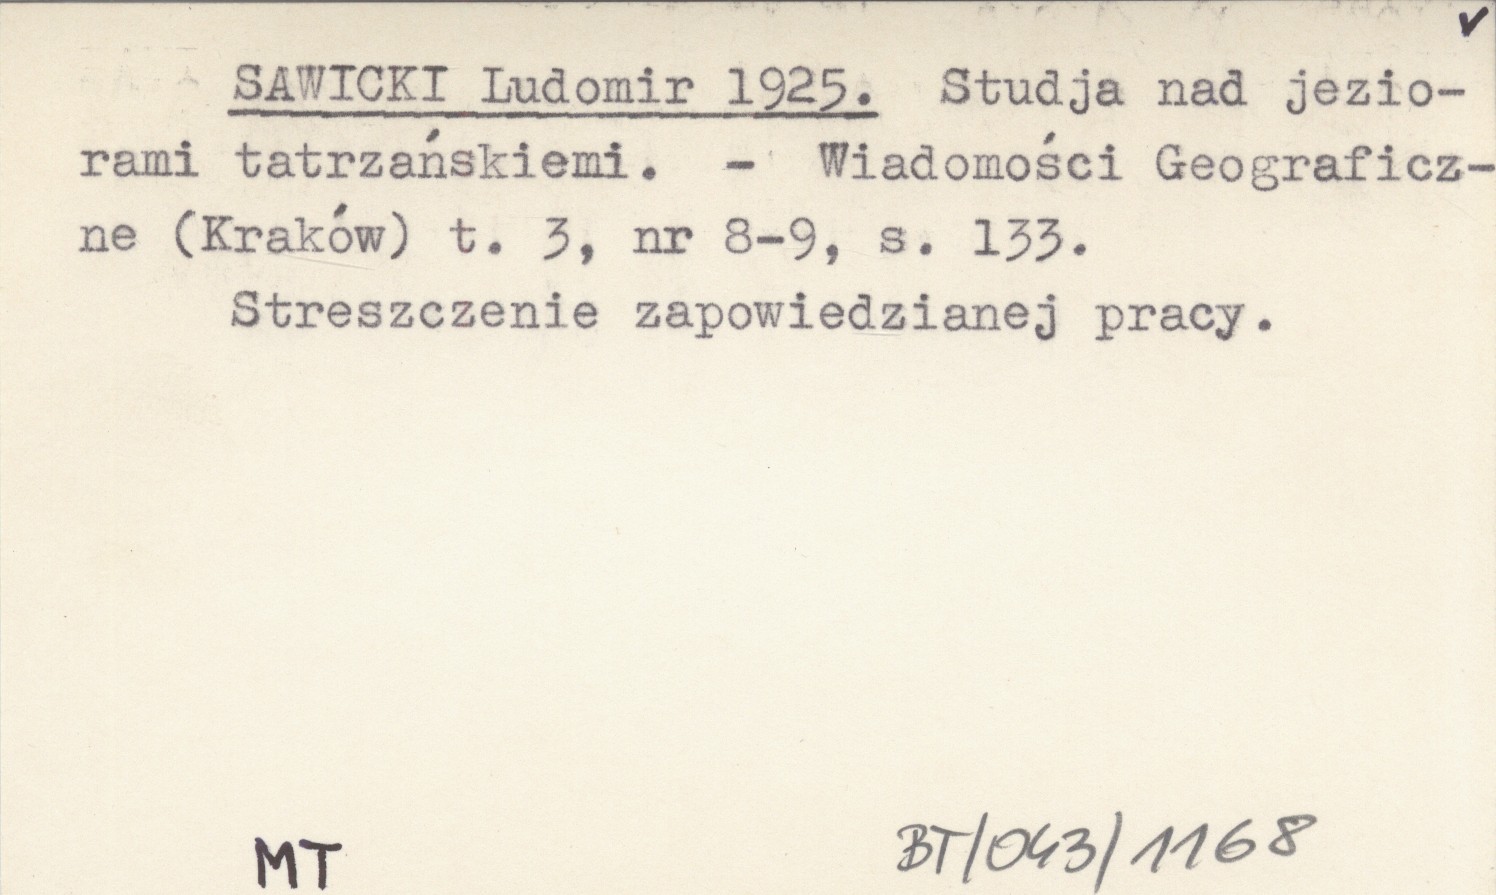 SAWICKI Ludomir 1925. Studja nad jezio-
rami tatrzańskiemi. - Wiadomości Geograficz-
ne (Kraków) t. 3, nr 8-9, s. 133.
Streszczenie zapowiedzianej pracy.
MT
BT/043/1168